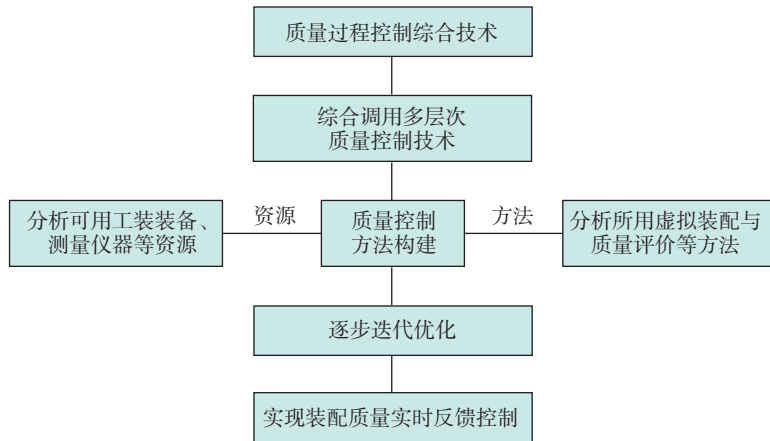 质量过程控制综合技术
综合调用多层次
质量控制技术
分析可用工装装备、
测量仪器等资源
资源
质量控制
方法构建
方法
分析所用虚拟装配与
质量评价等方法
逐步迭代优化
实现装配质量实时反馈控制